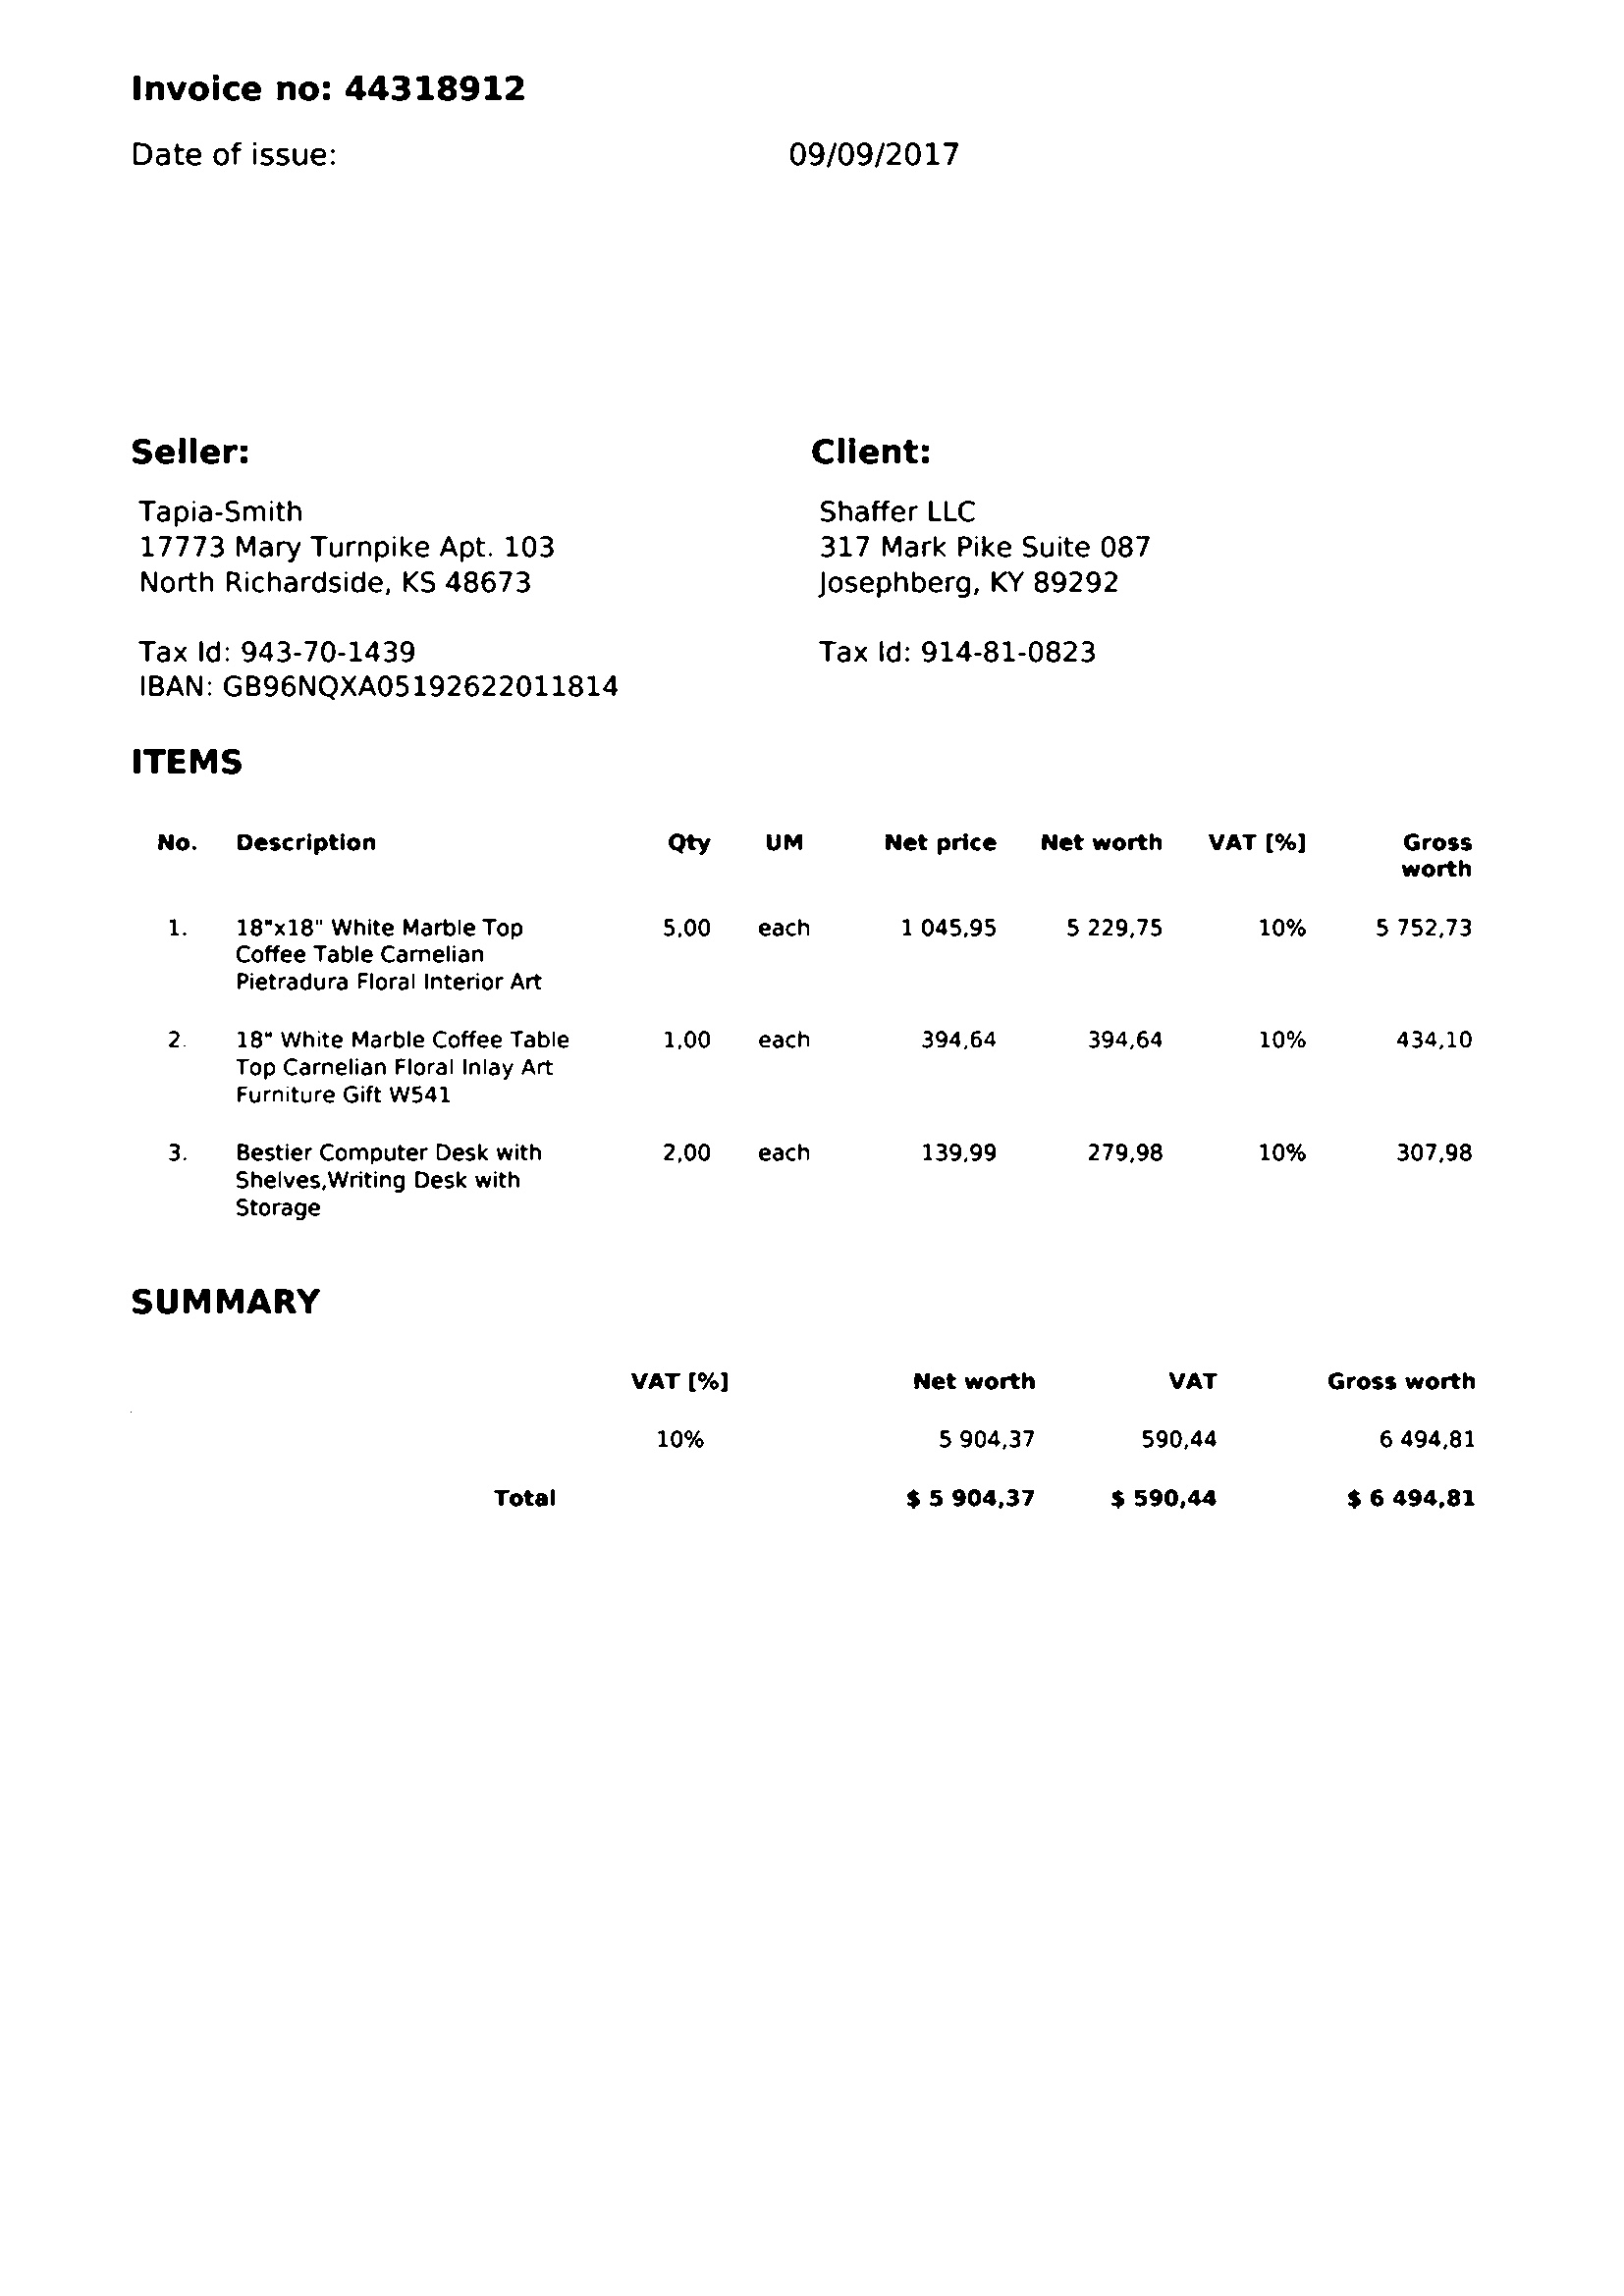 Invoice no: 44318912
Date of issue: 09/09/2017
Seller: Client:
Tapia-Smith Shaffer LLC
17773 Mary Turnpike Apt. 103 317 Mark Pike Suite 087
North Richardside, KS 48673 Josephberg, KY 89292
Tax Id: 943-70-1439 Tax Id: 914-81-0823
IBAN: GB96NQXA05192622011814
ITEMS
No. Description Qty UM Net price Net worth VAT [%] Gross
worth
1. 18"x18" White Marble Top 5,00 each 1 045,95 5 229,75 10% 5 752,73
Coffee Table Carnelian
Pietradura Floral Interior Art
2. 18" White Marble Coffee Table 1,00 each 394,64 394,64 10% 434,10
Top Carnelian Floral Inlay Art
Furniture Gift W541
3. Bestier Computer Desk with 2,00 each 139,99 279,98 10% 307,98
Shelves,Writing Desk with
Storage
SUMMARY
VAT [%] Net worth VAT Gross worth
10% 5 904,37 590,44 6 494,81
Total $ 5 904,37 $ 590,44 $ 6 494,81